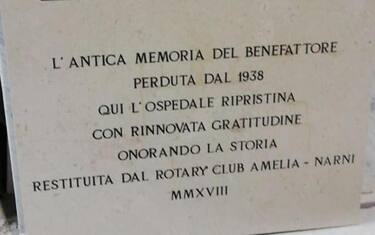 L'ANTICA MEMORIA DEL BENEFATTORE
PERDUTA DAL 1938
QUI L'OSPEDALE RIPRISTINA
CON RINNOVATA GRATITUDINE
ONORANDO LA STORIA
RESTITUITA DAL ROTARY CLUB AMELIA - NARNI
MMXVIII